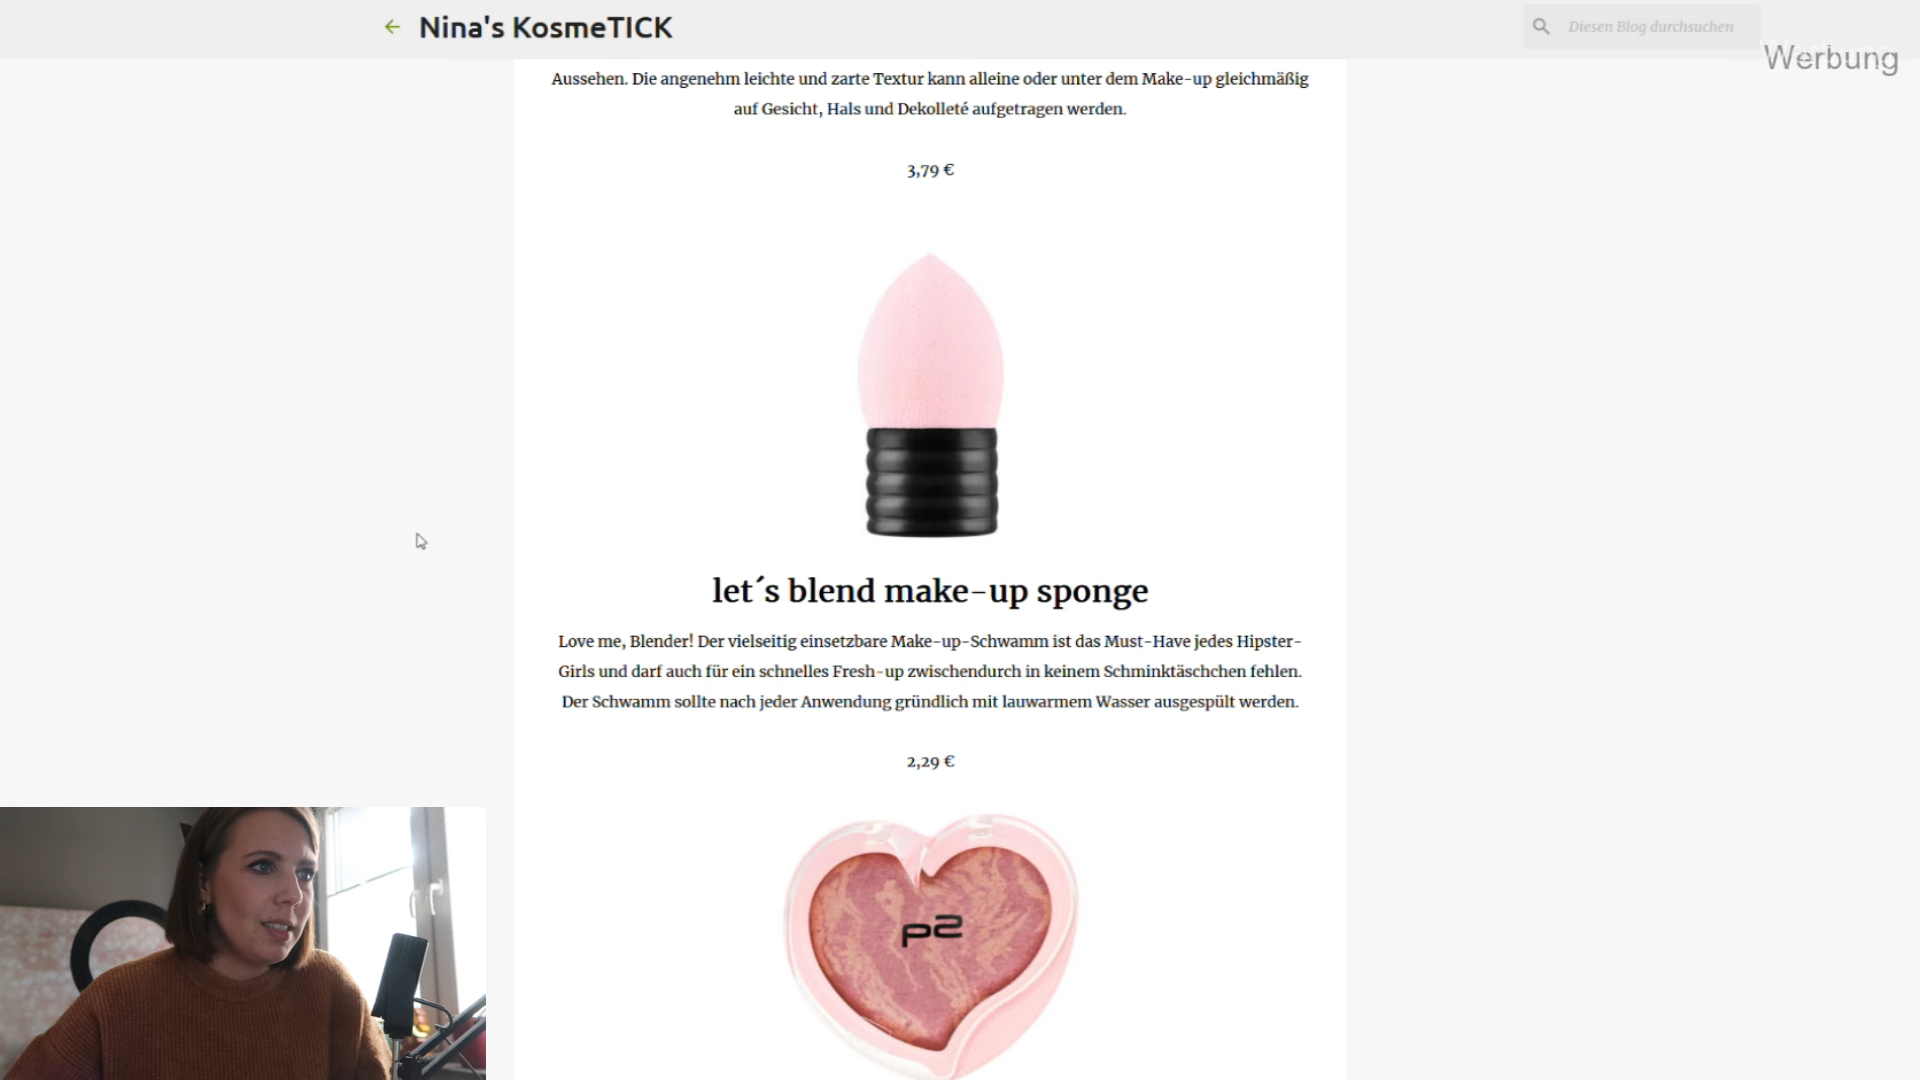 Nina's KosmeTICK
Diesen Blog durchsuchen
Werbung
Aussehen. Die angenehm leichte und zarte Textur kann alleine oder unter dem Make-up gleichmäßig
auf Gesicht, Hals und Dekolleté aufgetragen werden.
3,79 €
let´s blend make-up sponge
Love me, Blender! Der vielseitig einsetzbare Make-up-Schwamm ist das Must-Have jedes Hipster-
Girls und darf auch für ein schnelles Fresh-up zwischendurch in keinem Schminktäschchen fehlen.
Der Schwamm sollte nach jeder Anwendung gründlich mit lauwarmem Wasser ausgespült werden.
2,29 €
p2